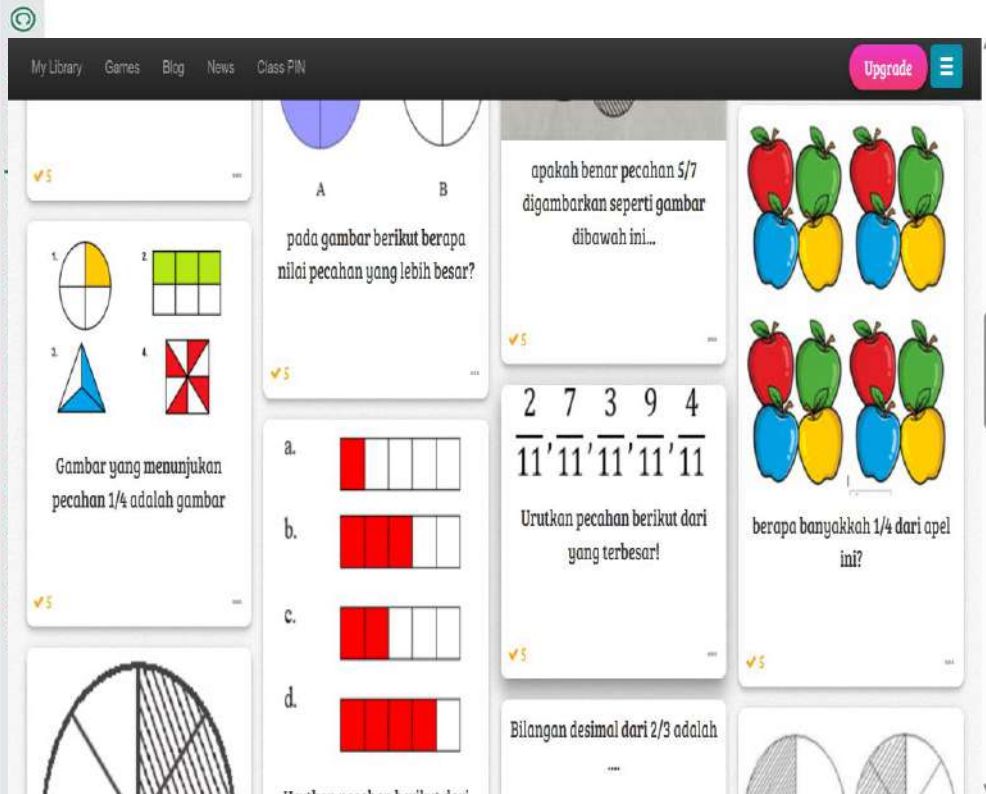 My Library Games Blog News Class PIN Upgrade
5
1. 2.
3. 4.
Gambar yang menunjukan
pecahan 1/4 adalah gambar
5
A B
pada gambar berikut berapa
nilai pecahan yang lebih besar?
5
a.
b.
c.
d.
apakah benar pecahan 5/7
digambarkan seperti gambar
dibawah ini...
5
2 7 3 9 4
11 ' 11 ' 11 ' 11 ' 11
Urutkan pecahan berikut dari
yang terbesar!
5
Bilangan desimal dari 2/3 adalah
....
berapa banyakkah 1/4 dari apel
ini?
5